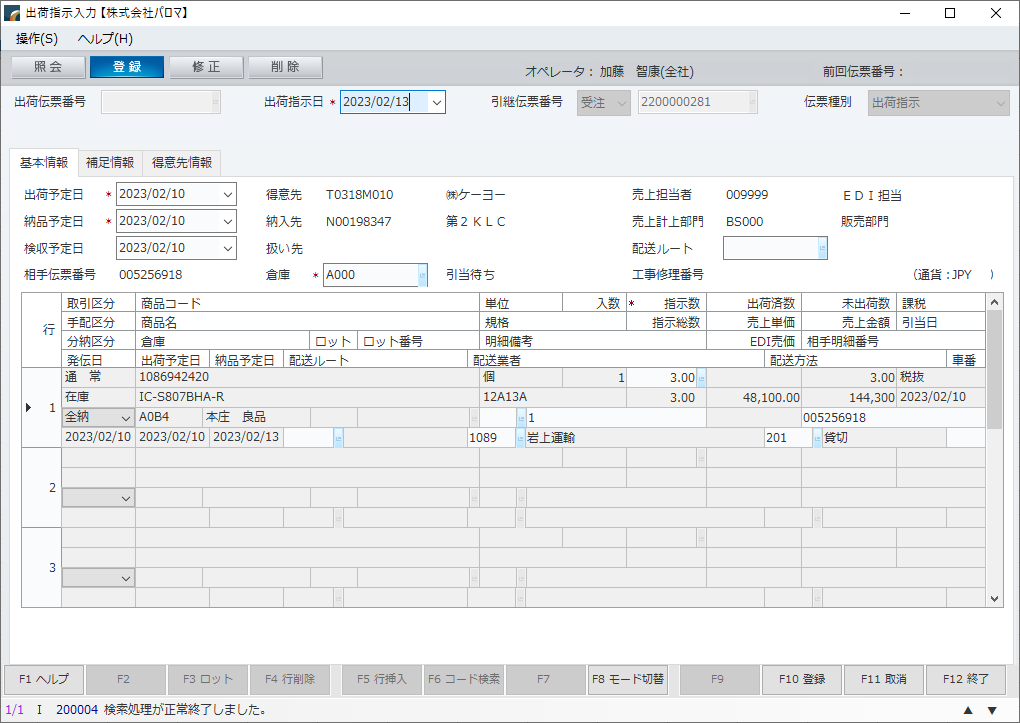 出荷指示入力【株式会社パロマ】
操作(S) ヘルプ(H)
照 会 登 録 修 正 削 除 オペレータ： 加藤 智康(全社) 前回伝票番号：
出荷伝票番号 出荷指示日 * 2023/02/13 引継伝票番号 受注 2200000281 伝票種別 出荷指示
基本情報 補足情報 得意先情報
出荷予定日 * 2023/02/10 得意先 T0318M010 ㈱ケーヨー 売上担当者 009999 ＥＤＩ担当
納品予定日 * 2023/02/10 納入先 N00198347 第２ＫＬＣ 売上計上部門 BS000 販売部門
検収予定日 2023/02/10 扱い先 配送ルート
相手伝票番号 005256918 倉庫 * A000 引当待ち 工事修理番号 （通貨：JPY ）
行 取引区分 商品コード 単位 入数 * 指示数 出荷済数 未出荷数 課税
手配区分 商品名 規格 指示総数 売上単価 売上金額 引当日
分納区分 倉庫 ロット ロット番号 明細備考 EDI売価 相手明細番号
発伝日 出荷予定日 納品予定日 配送ルート 配送業者 配送方法 車番
1 通 常 1086942420 個 1 3.00 3.00 税抜
在庫 IC-S807BHA-R 12A13A 3.00 48,100.00 144,300 2023/02/10
全納 A0B4 本庄 良品 1 005256918
2023/02/10 2023/02/10 2023/02/13 1089 岩上運輸 201 貸切
2
3
F1 ヘルプ F2 F3 ロット F4 行削除 F5 行挿入 F6 コード検索 F7 F8 モード切替 F9 F10 登録 F11 取消 F12 終了
1/1 I 200004 検索処理が正常終了しました。 ▲ ▼